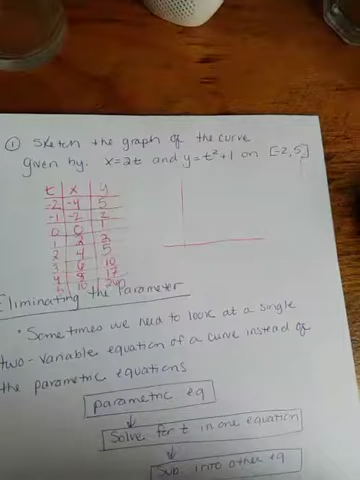 ① Sketch the graph of the curve
given by: x=2t and y=t²+1 on [-2,5]
t x y
-2 -4 5
-1 -2 2
0 0 1
1 2 2
2 4 5
3 6 10
4 8 17
5 10 26
Eliminating the Parameter
• Sometimes we need to look at a single
two-variable equation of a curve instead of
the parametric equations
parametric eq
↓
Solve for t in one equation
↓
Sub. into other eq